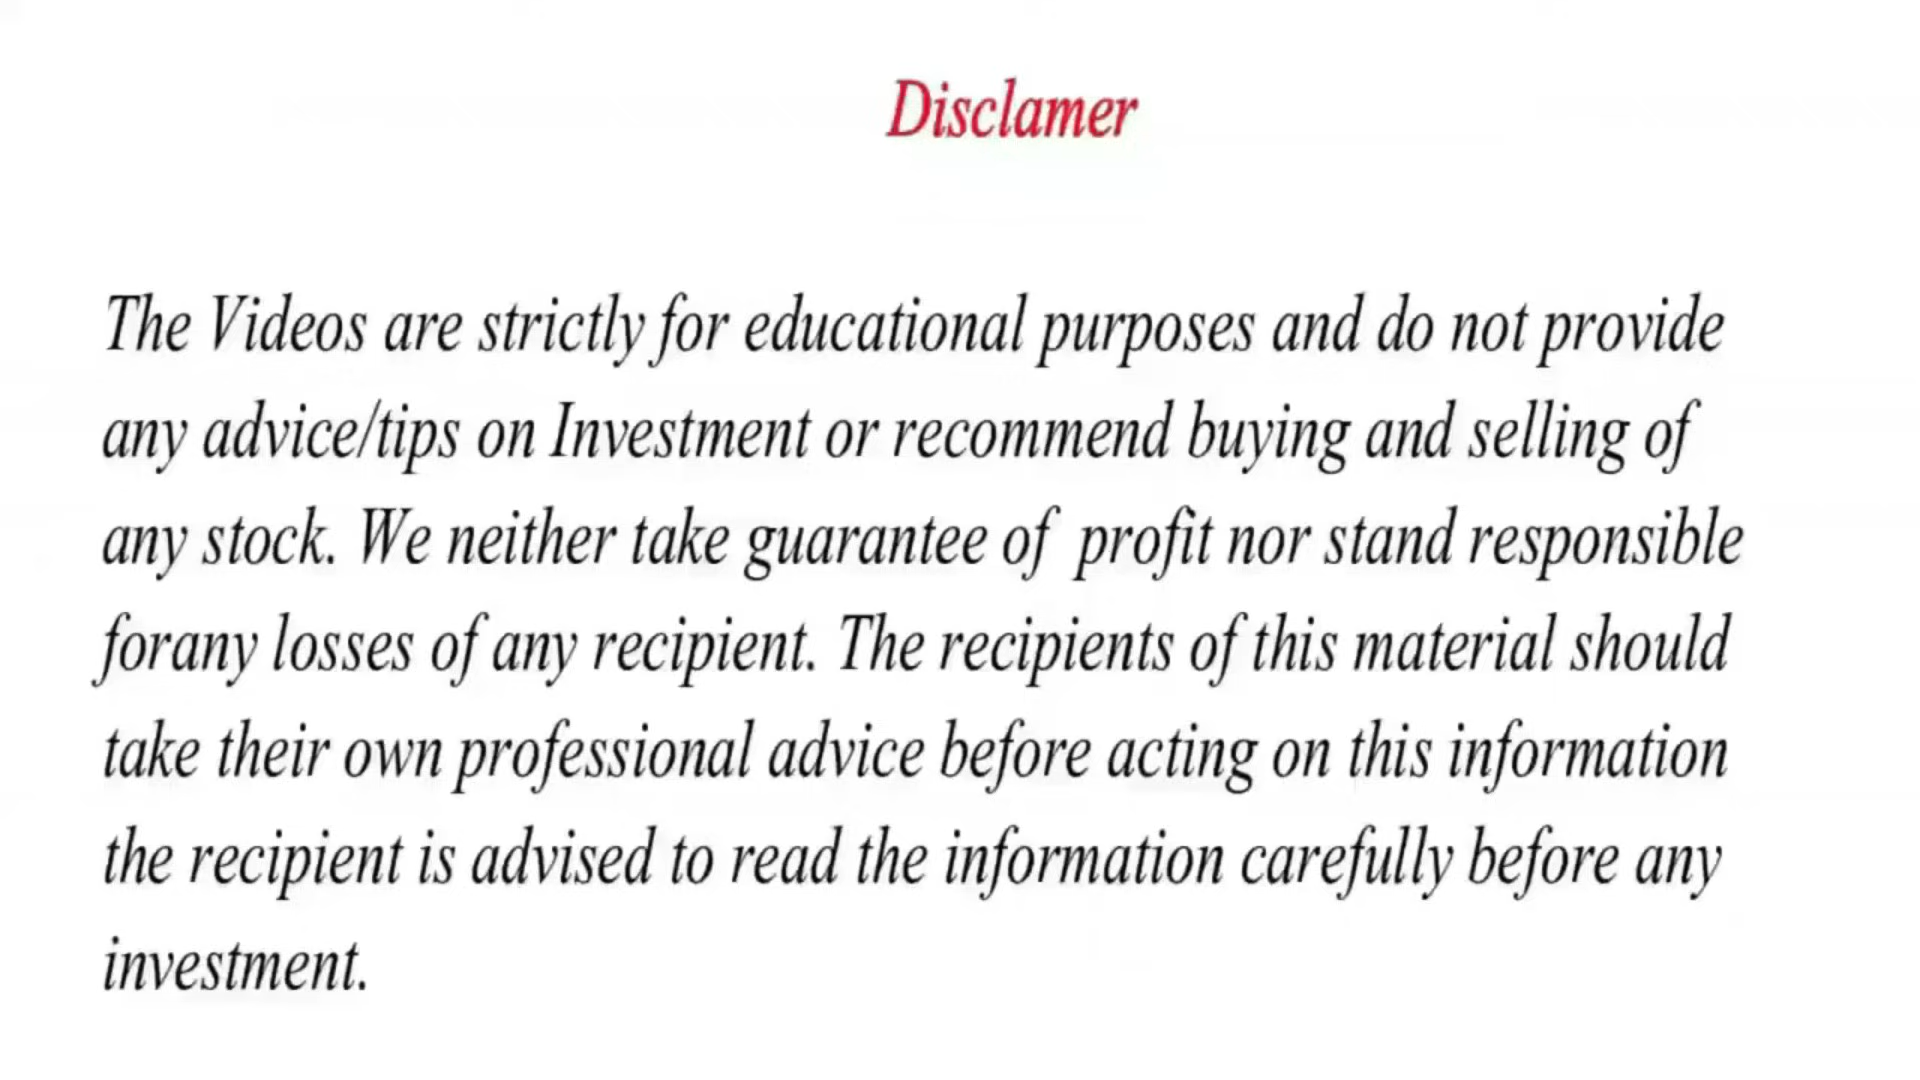 Disclamer
The Videos are strictly for educational purposes and do not provide
any advice/tips on Investment or recommend buying and selling of
any stock. We neither take guarantee of profit nor stand responsible
forany losses of any recipient. The recipients of this material should
take their own professional advice before acting on this information
the recipient is advised to read the information carefully before any
investment.